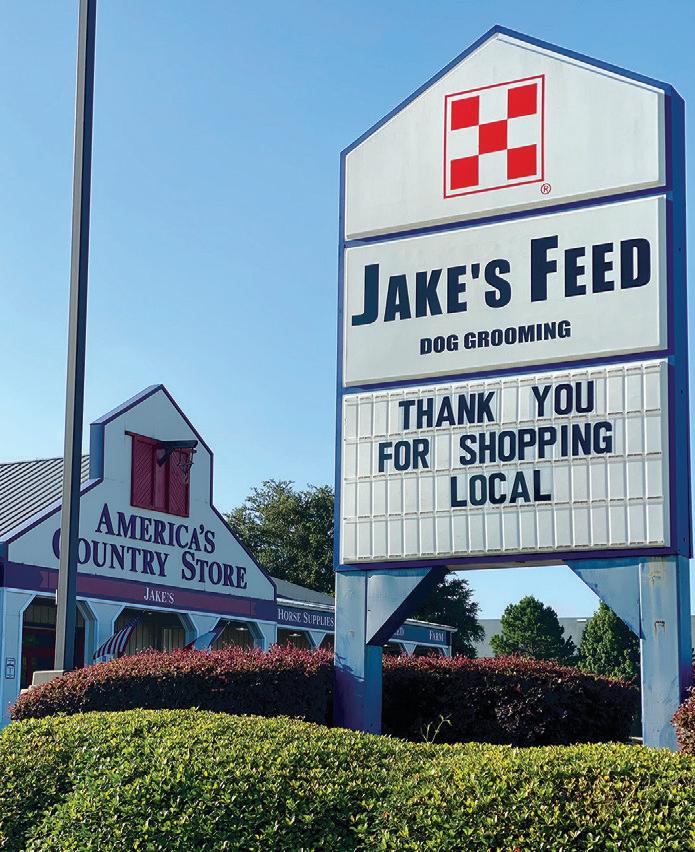 ®
JAKE'S FEED
DOG GROOMING
THANK YOU
FOR SHOPPING
LOCAL
AMERICA'S
COUNTRY STORE
JAKE'S
HORSE SUPPLIES
FARM